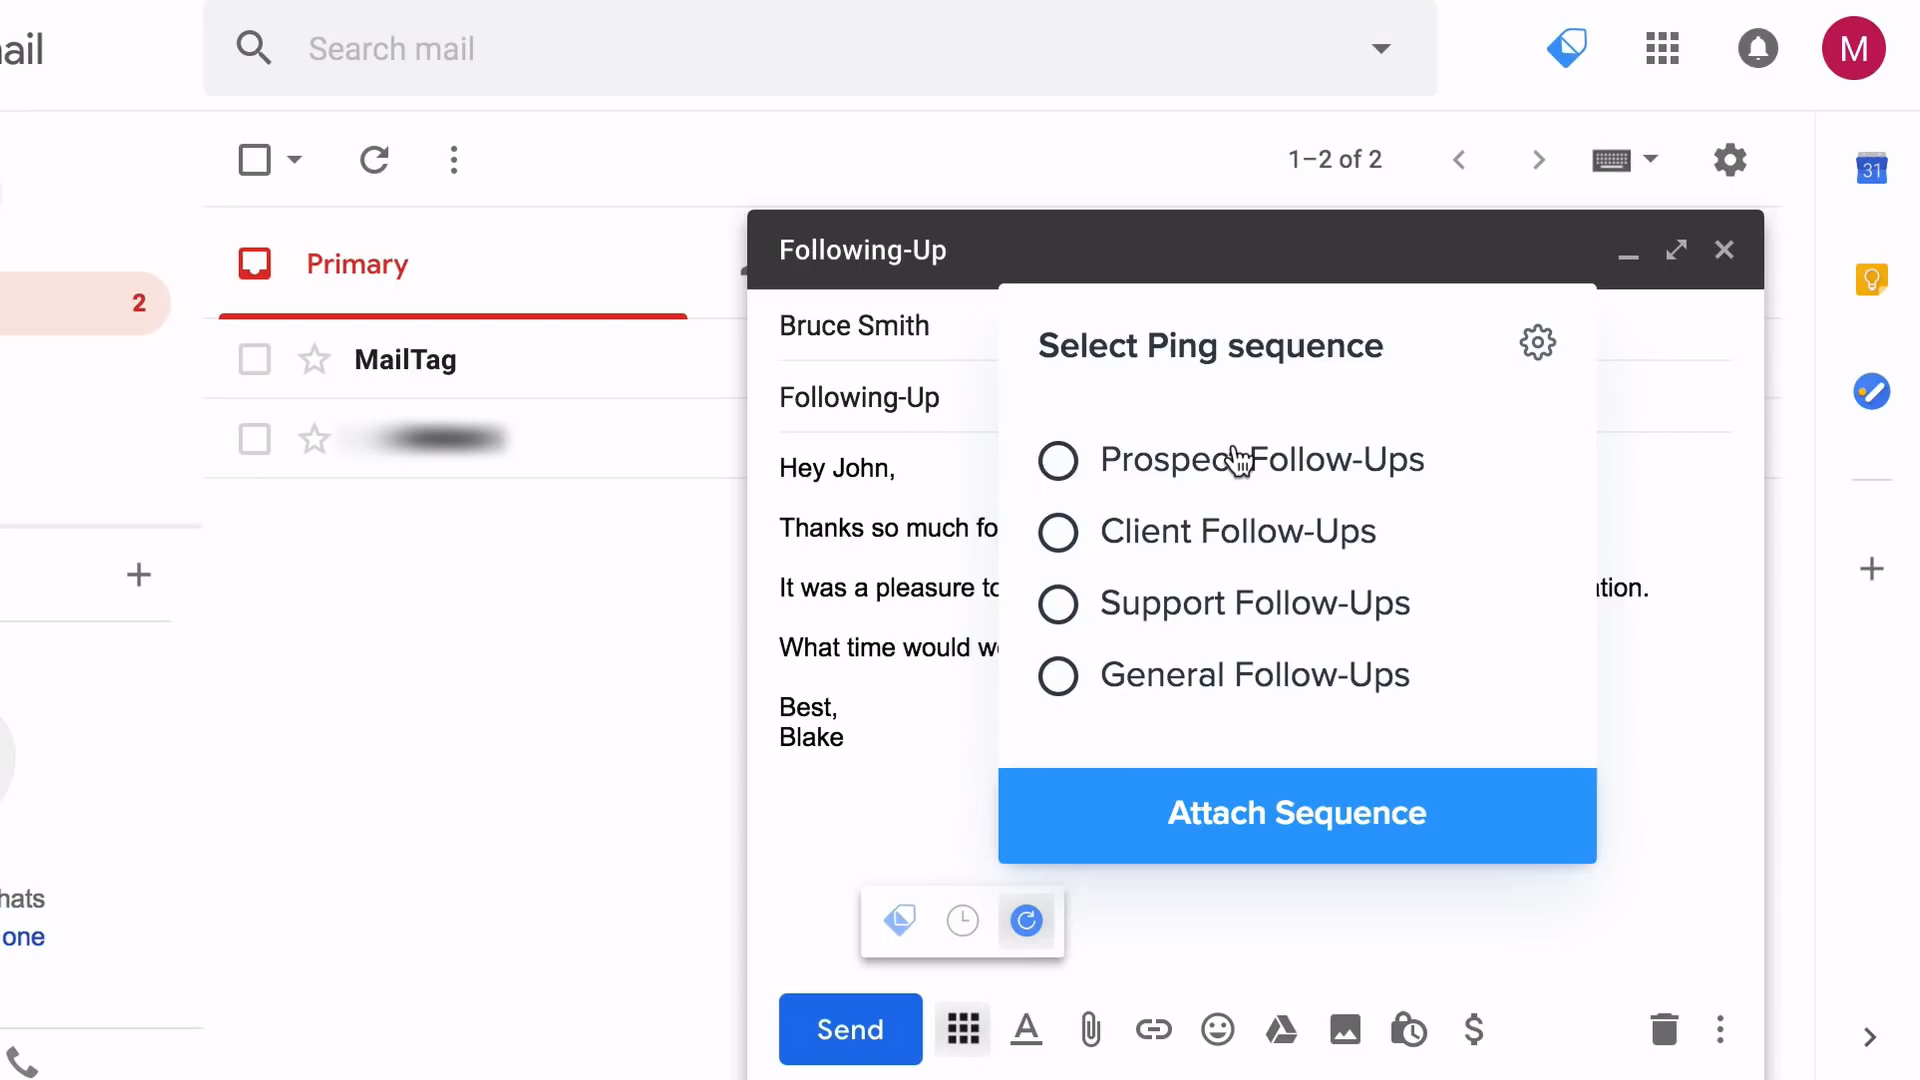 ail
Search mail
M
1–2 of 2
31
Primary
2
MailTag
Following-Up
Bruce Smith
Following-Up
Hey John,
Thanks so much fo
It was a pleasure to
tion.
What time would we
Best,
Blake
Select Ping sequence
Prospect Follow-Ups
Client Follow-Ups
Support Follow-Ups
General Follow-Ups
Attach Sequence
hats
one
Send